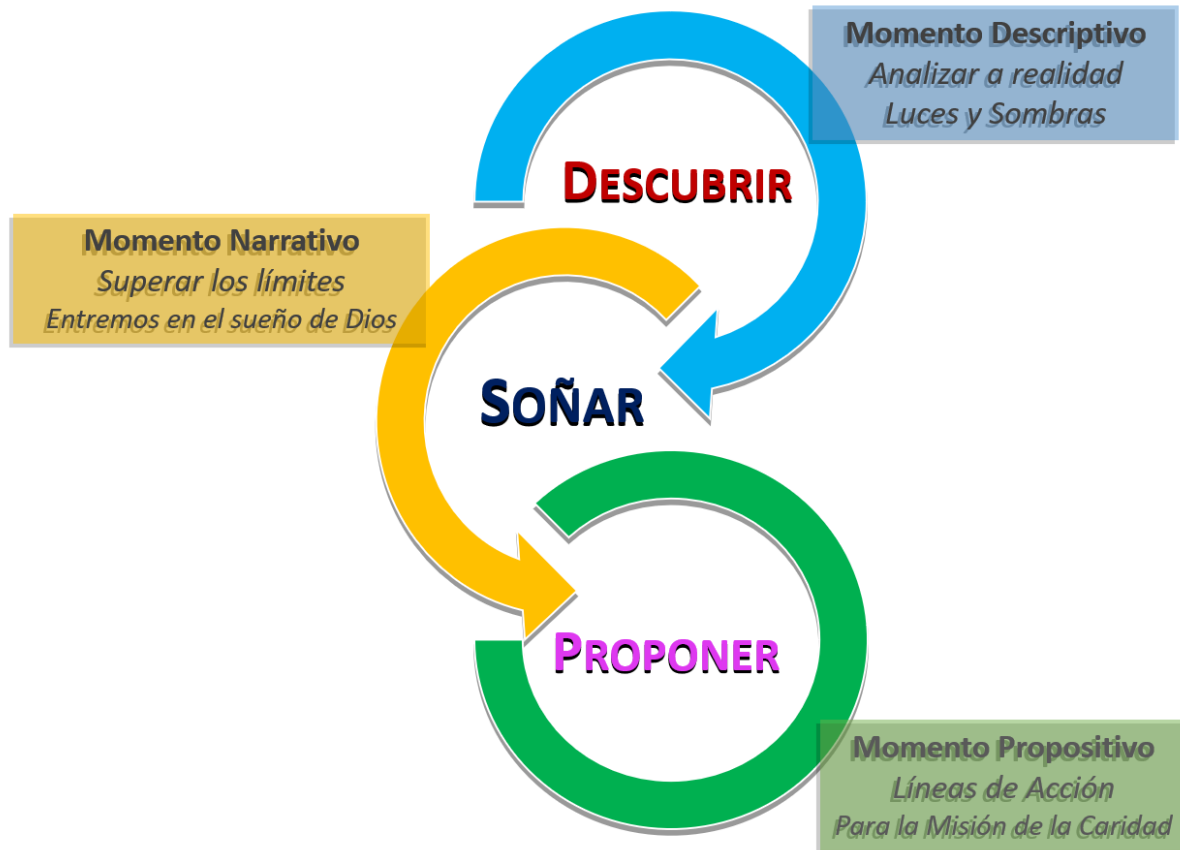 Momento Descriptivo
Analizar a realidad
Luces y Sombras
DESCUBRIR
Momento Narrativo
Superar los límites
Entremos en el sueño de Dios
SOÑAR
PROPONER
Momento Propositivo
Líneas de Acción
Para la Misión de la Caridad